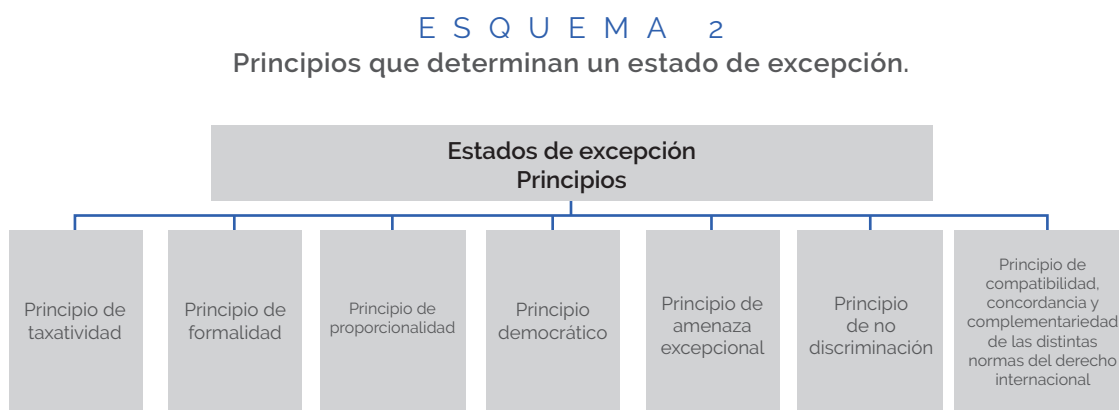 ESQUEMA 2
Principios que determinan un estado de excepción.
Estados de excepción
Principios
Principio de
taxatividad
Principio de
formalidad
Principio de
proporcionalidad
Principio
democrático
Principio de
amenaza
excepcional
Principio
de no
discriminación
Principio de
compatibilidad,
concordancia y
complementariedad
de las distintas
normas del derecho
internacional